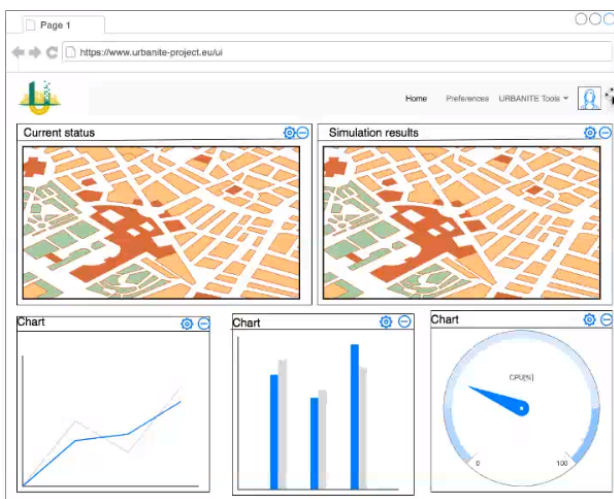 Page 1
https://www.urbanite-project.eu/ui
Home Preferences URBANITE Tools
Current status
Simulation results
Chart
Chart
Chart
CPU[%]
0 100